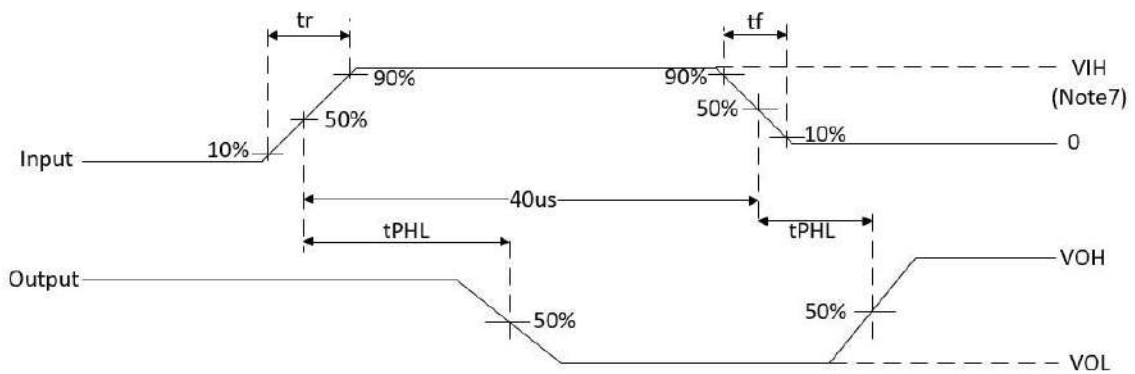 tr
tf
90%
90%
VIH
(Note7)
50%
50%
10%
10%
0
Input
40us
tPHL
tPHL
Output
VOH
50%
50%
VOL